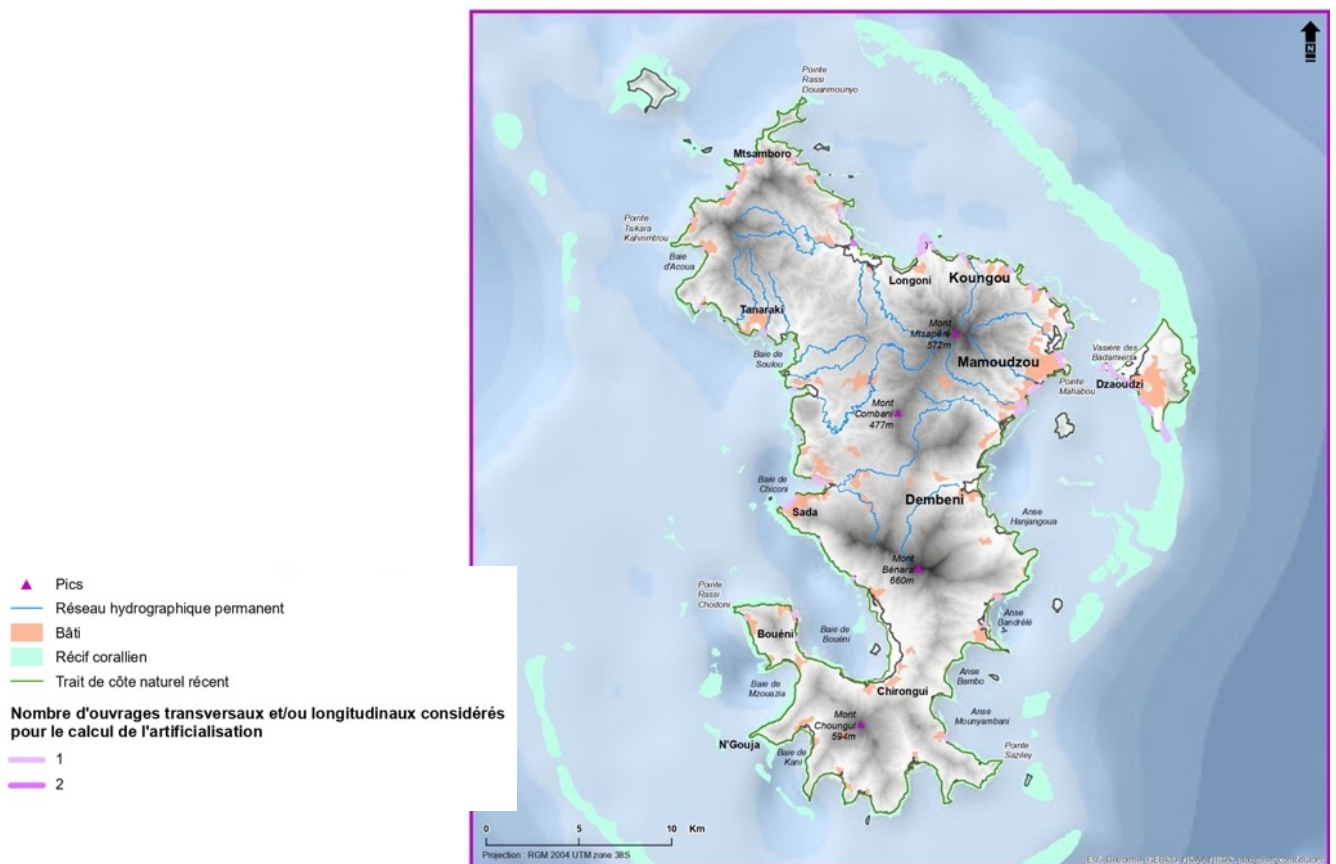 N
Pointe
Rassi
Douanmounyo
Mtsamboro
Pointe
Tsikara
Kahirimtrou
Baie
d'Acoua
Longoni
Koungou
Tanaraki
Mont
Mtsapéré
572m
Vasière des
Badamiers
Baie de
Soulou
Mamoudzou
Dzaoudzi
Pointe
Mahabou
Mont
Combani
477m
Baie de
Chiconi
Dembeni
Sada
Anse
Hanjangoua
Mont
Bénara
660m
Pointe
Rassi
Chodoni
Anse
Bandrélé
Bouéni
Baie de
Bouéni
Anse
Bambo
Baie de
Mzouazia
Chirongui
Anse
Mounyambani
Mont
Choungui
594m
N'Gouja
Baie de
Kani
Pointe
Saziley
Pics
Réseau hydrographique permanent
Bâti
Récif corallien
Trait de côte naturel récent
Nombre d'ouvrages transversaux et/ou longitudinaux considérés
pour le calcul de l'artificialisation
1
2
0 5 10 Km
Projection : RGM 2004 UTM zone 38S